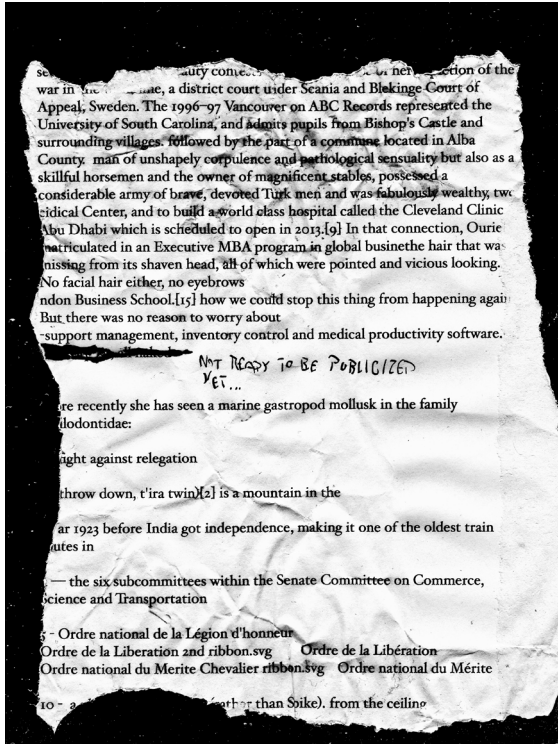 auty
war in a district court under Scania and Blekinge Court of
Appeal, Sweden. The 1996–97 Vancouver on ABC Records represented the
University of South Carolina, and admits pupils from Bishop's Castle and
surrounding villages. followed by the part of a commune located in Alba
County. man of unshapely corpulence and pathological sensuality but also as a
skillful horsemen and the owner of magnificent stables, possessed a
considerable army of brave, devoted Turk men and was fabulously wealthy, two
cidical Center, and to build a world class hospital called the Cleveland Clinic
Abu Dhabi which is scheduled to open in 2013.[9] In that connection, Ourie
matriculated in an Executive MBA program in global businethe hair that was
missing from its shaven head, all of which were pointed and vicious looking.
No facial hair either, no eyebrows
ndon Business School.[15] how we could stop this thing from happening again
But there was no reason to worry about
-support management, inventory control and medical productivity software.
NOT READY TO BE PUBLICIZED
YET...
re recently she has seen a marine gastropod mollusk in the family
ilodontidae:
ight against relegation
throw down, t'ira twin)[2] is a mountain in the
ar 1923 before India got independence, making it one of the oldest train
utes in
— the six subcommittees within the Senate Committee on Commerce,
Science and Transportation
5 - Ordre national de la Légion d'honneur
Ordre de la Liberation 2nd ribbon.svg Ordre de la Libération
Ordre national du Merite Chevalier ribbon.svg Ordre national du Mérite
10 - a than Spike). from the ceiling